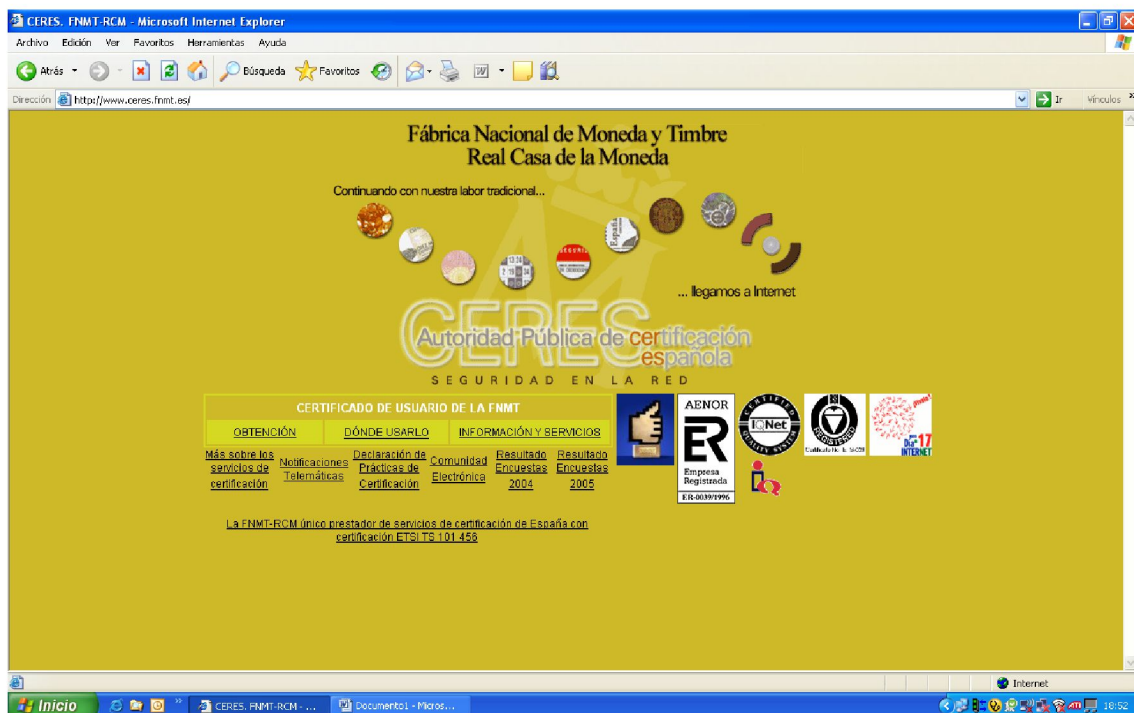 CERES. FNMT-RCM - Microsoft Internet Explorer
Archivo Edición Ver Favoritos Herramientas Ayuda
Atrás Búsqueda Favoritos
Dirección http://www.ceres.fnmt.es/ Ir Vínculos
Fábrica Nacional de Moneda y Timbre
Real Casa de la Moneda
Continuando con nuestra labor tradicional...
... llegamos a Internet
CERES
Autoridad Pública de certificación
española
SEGURIDAD EN LA RED
CERTIFICADO DE USUARIO DE LA FNMT
OBTENCIÓN DÓNDE USARLO INFORMACIÓN Y SERVICIOS
Más sobre los servicios de certificación
Notificaciones Telemáticas
Declaración de Prácticas de Certificación
Comunidad Electrónica
Resultado Encuestas 2004
Resultado Encuestas 2005
AENOR
ER
Empresa
Registrada
ER-0039/1996
CERTIFIED
IQNet
QUALITY SYSTEM
REGISTERED
Día 17
INTERNET
La FNMT-RCM único prestador de servicios de certificación de España con
certificación ETSI TS 101 456
Internet
Inicio CERES. FNMT-RCM - ... Documento1 - Micros... 18:52